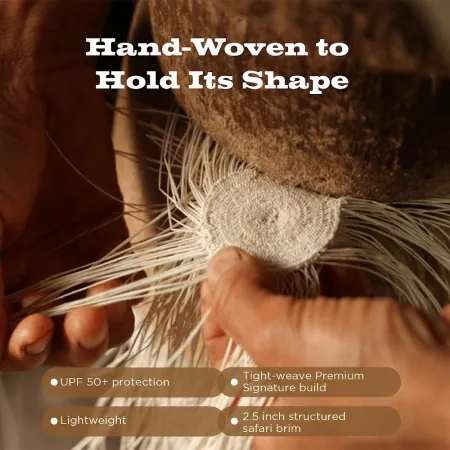 Hand-Woven to
Hold Its Shape
UPF 50+ protection
Tight-weave Premium
Signature build
Lightweight
2.5 inch structured
safari brim